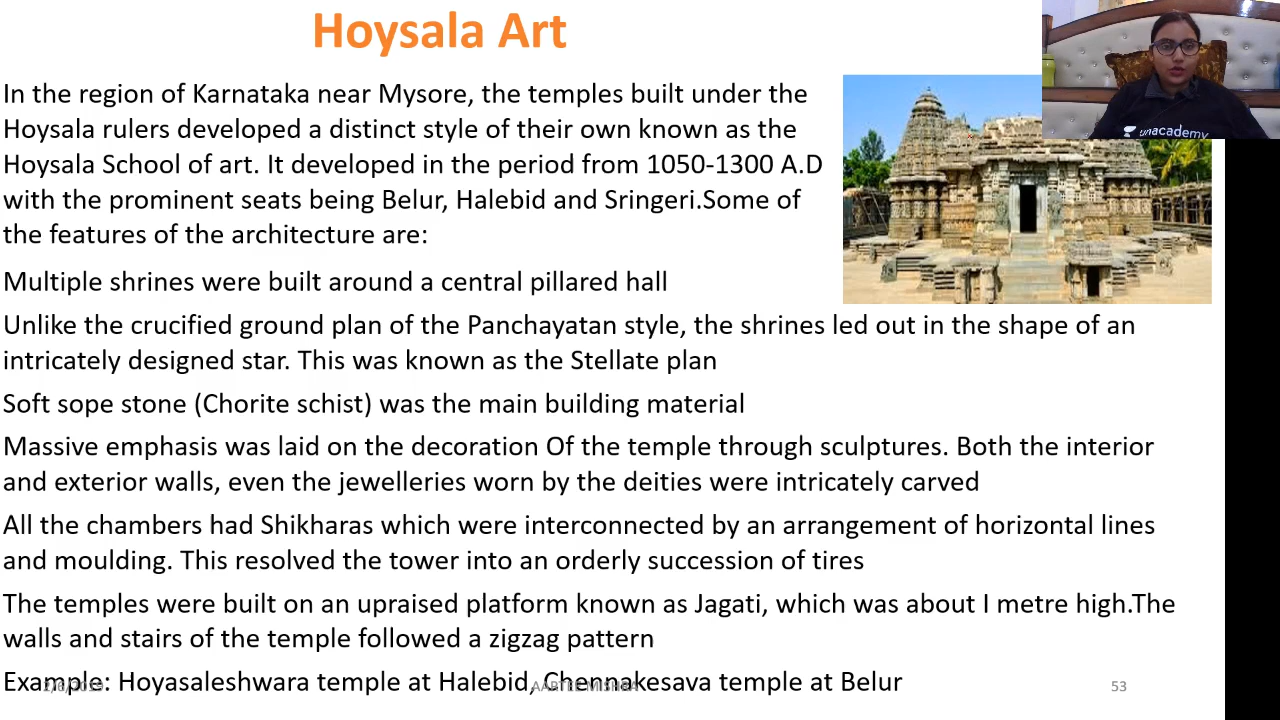 Hoysala Art
In the region of Karnataka near Mysore, the temples built under the
Hoysala rulers developed a distinct style of their own known as the
Hoysala School of art. It developed in the period from 1050-1300 A.D
with the prominent seats being Belur, Halebid and Sringeri.Some of
the features of the architecture are:
unacademy
Multiple shrines were built around a central pillared hall
Unlike the crucified ground plan of the Panchayatan style, the shrines led out in the shape of an
intricately designed star. This was known as the Stellate plan
Soft sope stone (Chorite schist) was the main building material
Massive emphasis was laid on the decoration Of the temple through sculptures. Both the interior
and exterior walls, even the jewelleries worn by the deities were intricately carved
All the chambers had Shikharas which were interconnected by an arrangement of horizontal lines
and moulding. This resolved the tower into an orderly succession of tires
The temples were built on an upraised platform known as Jagati, which was about I metre high.The
walls and stairs of the temple followed a zigzag pattern
Example: Hoyasaleshwara temple at Halebid, Chennakesava temple at Belur
53